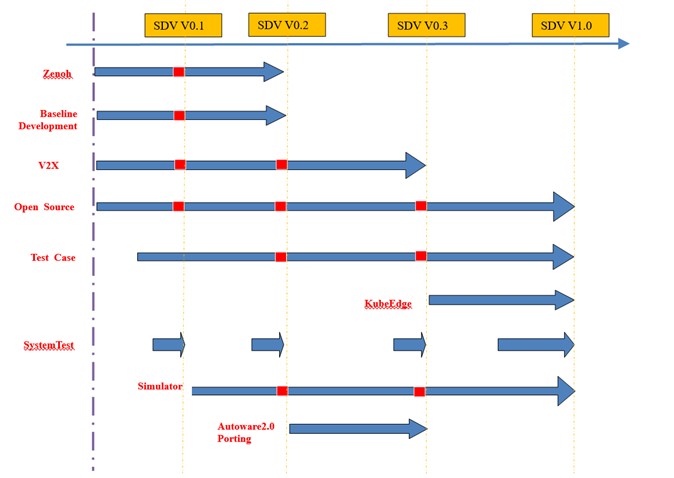 SDV V0.1
SDV V0.2
SDV V0.3
SDV V1.0
Zenoh
Baseline
Development
V2X
Open Source
Test Case
KubeEdge
SystemTest
Simulator
Autoware2.0
Porting